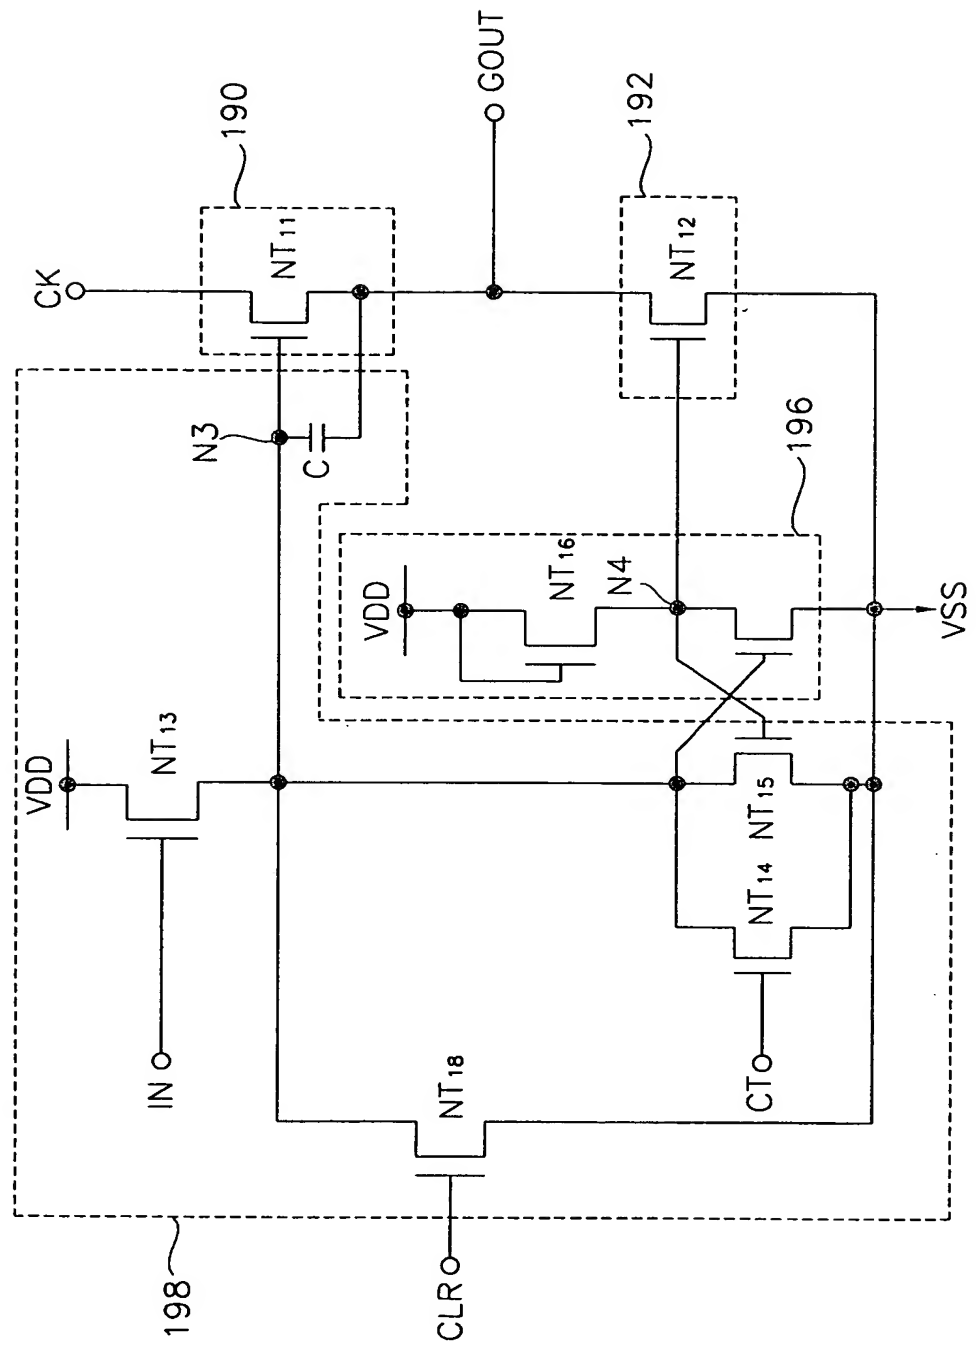 CK
190
NT11
GOUT
192
NT12
N3
C
196
VDD
NT16
N4
VSS
VDD
NT13
NT15
NT14
IN
NT18
CTO
CLR
198